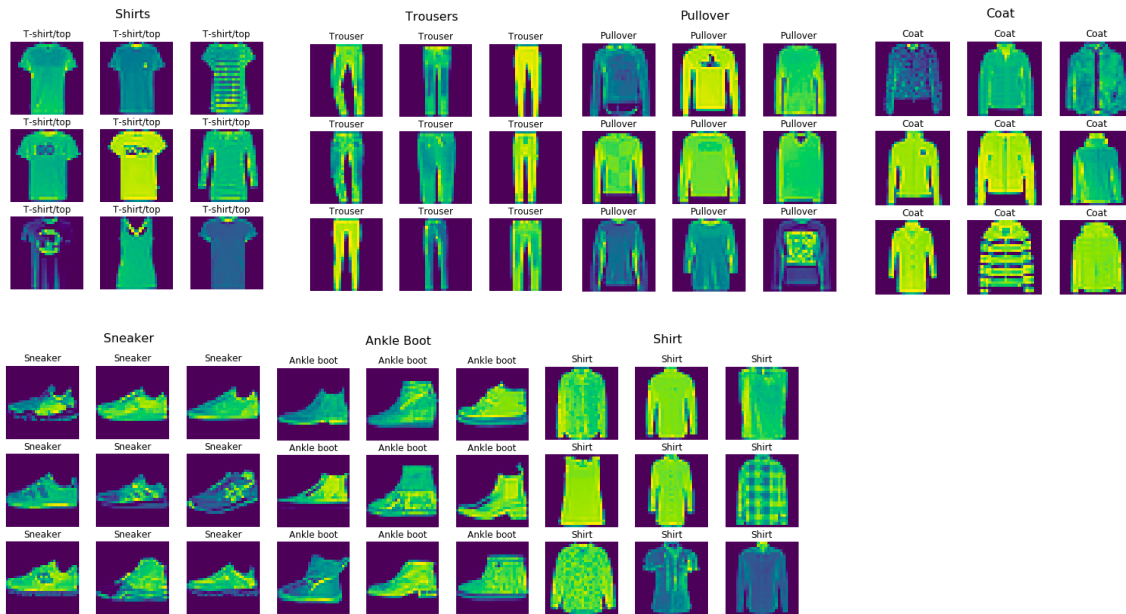 Shirts
T-shirt/top T-shirt/top T-shirt/top
T-shirt/top T-shirt/top T-shirt/top
T-shirt/top T-shirt/top T-shirt/top
Trousers
Trouser Trouser Trouser
Trouser Trouser Trouser
Trouser Trouser Trouser
Pullover
Pullover Pullover Pullover
Pullover Pullover Pullover
Pullover Pullover Pullover
Coat
Coat Coat Coat
Coat Coat Coat
Coat Coat Coat
Sneaker
Sneaker Sneaker Sneaker
Sneaker Sneaker Sneaker
Sneaker Sneaker Sneaker
Ankle Boot
Ankle boot Ankle boot Ankle boot
Ankle boot Ankle boot Ankle boot
Ankle boot Ankle boot Ankle boot
Shirt
Shirt Shirt Shirt
Shirt Shirt Shirt
Shirt Shirt Shirt